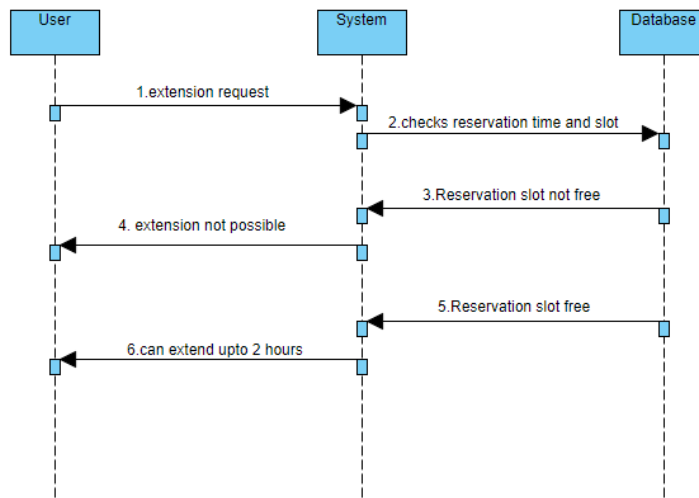 User
System
Database
1.extension request
2.checks reservation time and slot
3.Reservation slot not free
4. extension not possible
5.Reservation slot free
6.can extend upto 2 hours